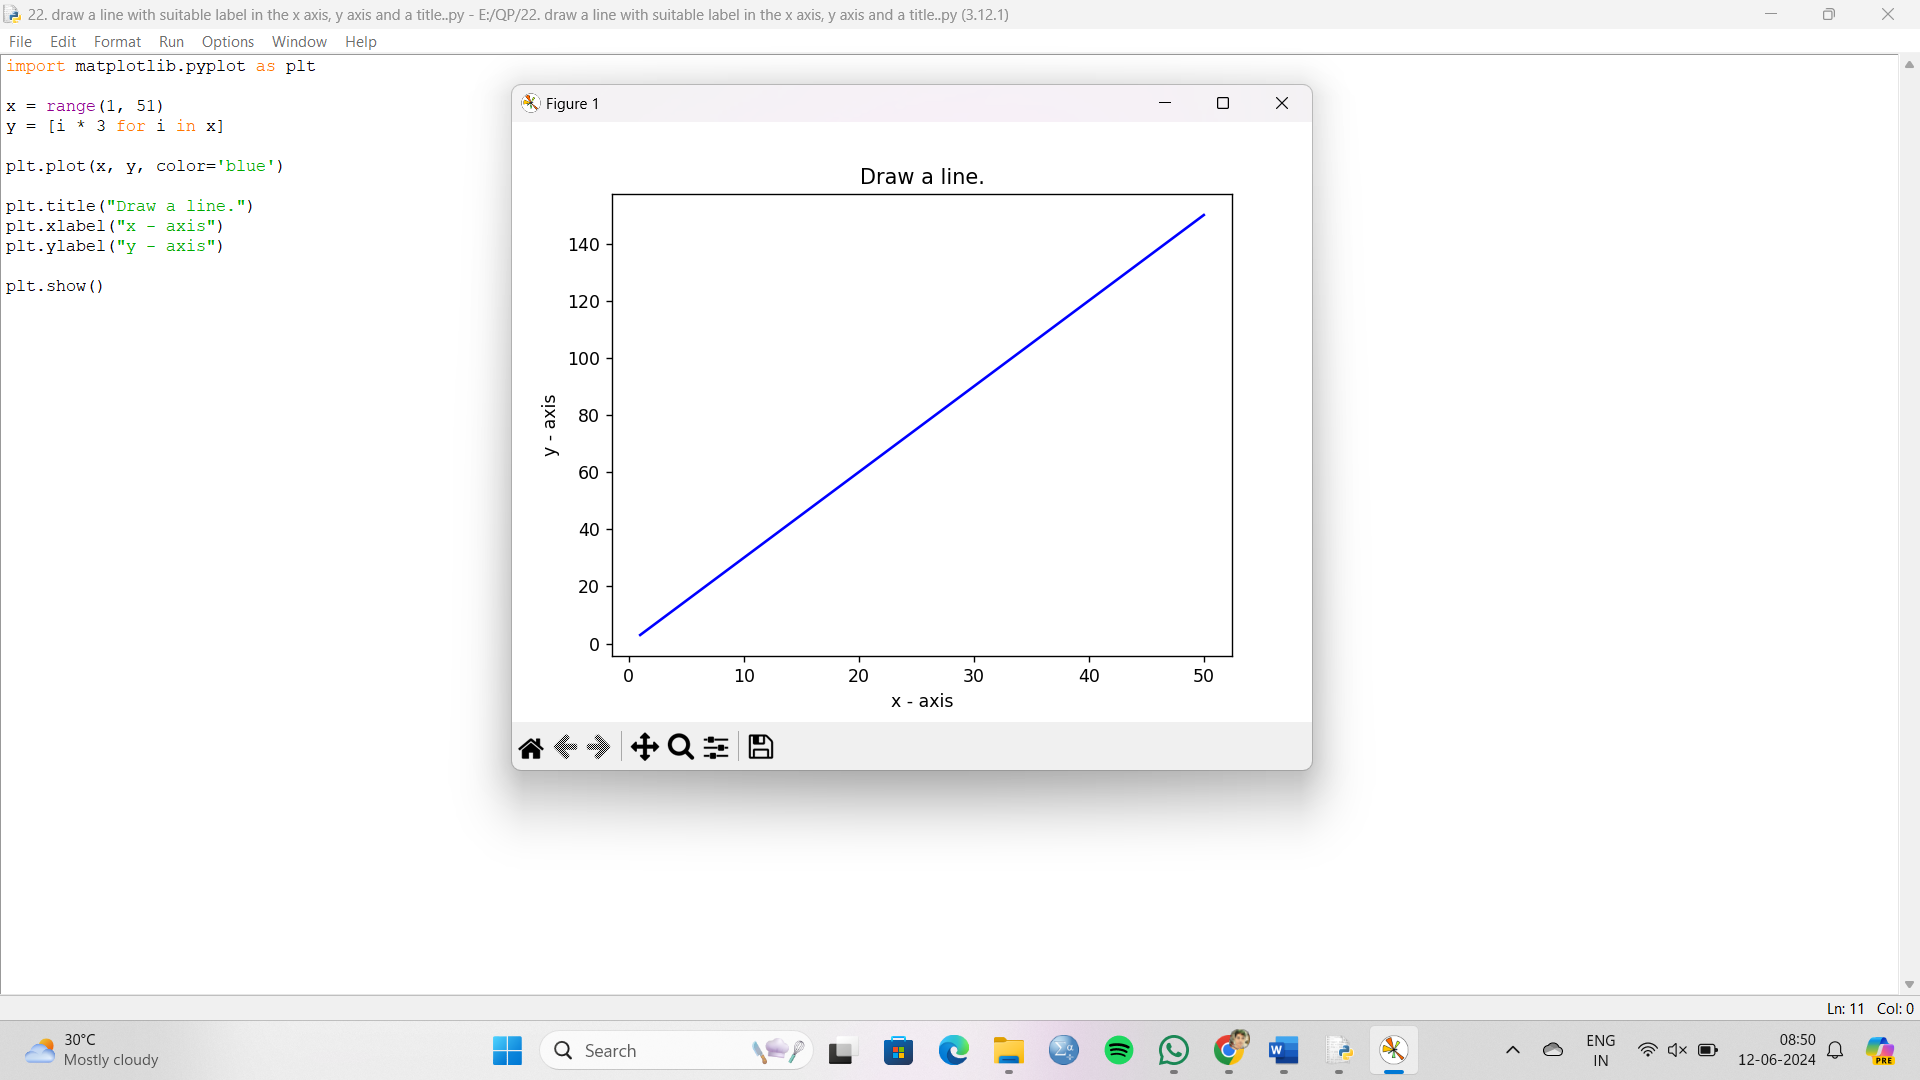 22. draw a line with suitable label in the x axis, y axis and a title..py - E:/QP/22. draw a line with suitable label in the x axis, y axis and a title..py (3.12.1)
File Edit Format Run Options Window Help
import matplotlib.pyplot as plt
x = range(1, 51)
y = [i * 3 for i in x]
plt.plot(x, y, color='blue')
plt.title("Draw a line.")
plt.xlabel("x - axis")
plt.ylabel("y - axis")
plt.show()
Figure 1
Draw a line.
140
120
100
80
60
40
20
0
y - axis
0 10 20 30 40 50
x - axis
Ln: 11 Col: 0
30°C
Mostly cloudy
Search
ENG
IN
08:50
12-06-2024
PRE